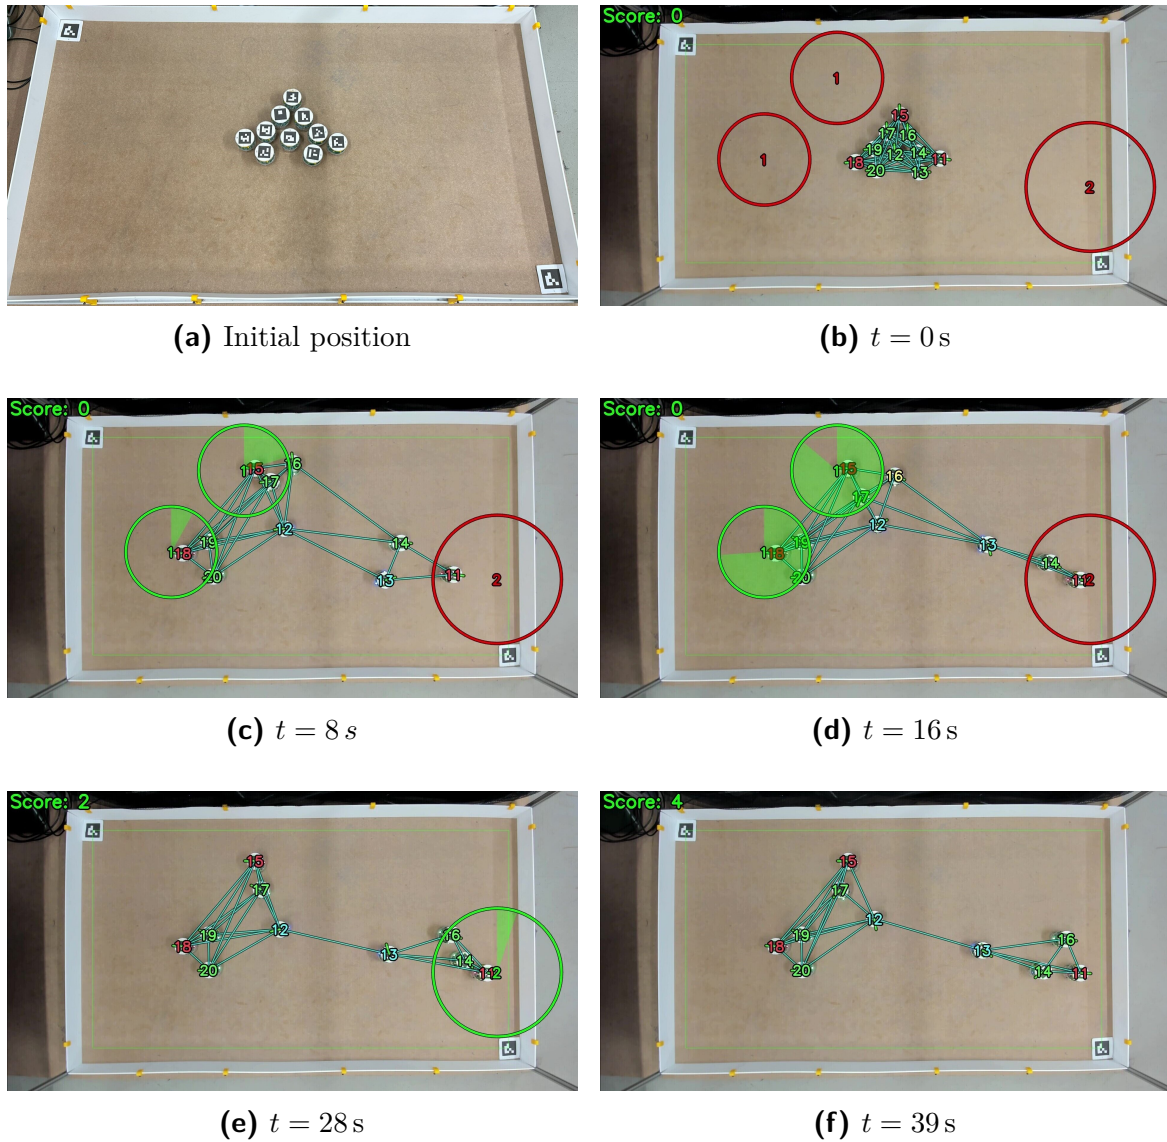 Score: 0
1
1
2
15
17 16
19 12 14
18 11
20 13
(a) Initial position
(b) t = 0 s
Score: 0
15 16
17
12
19 14
18
20 13 11 2
Score: 0
15
16
17
12
19 13
18
20 14
2
(c) t = 8 s
(d) t = 16 s
Score: 2
15
17
12
19 16
18 13
20 14
2
Score: 4
15
17
12
19 16
18 13
20 14 11
(e) t = 28 s
(f) t = 39 s